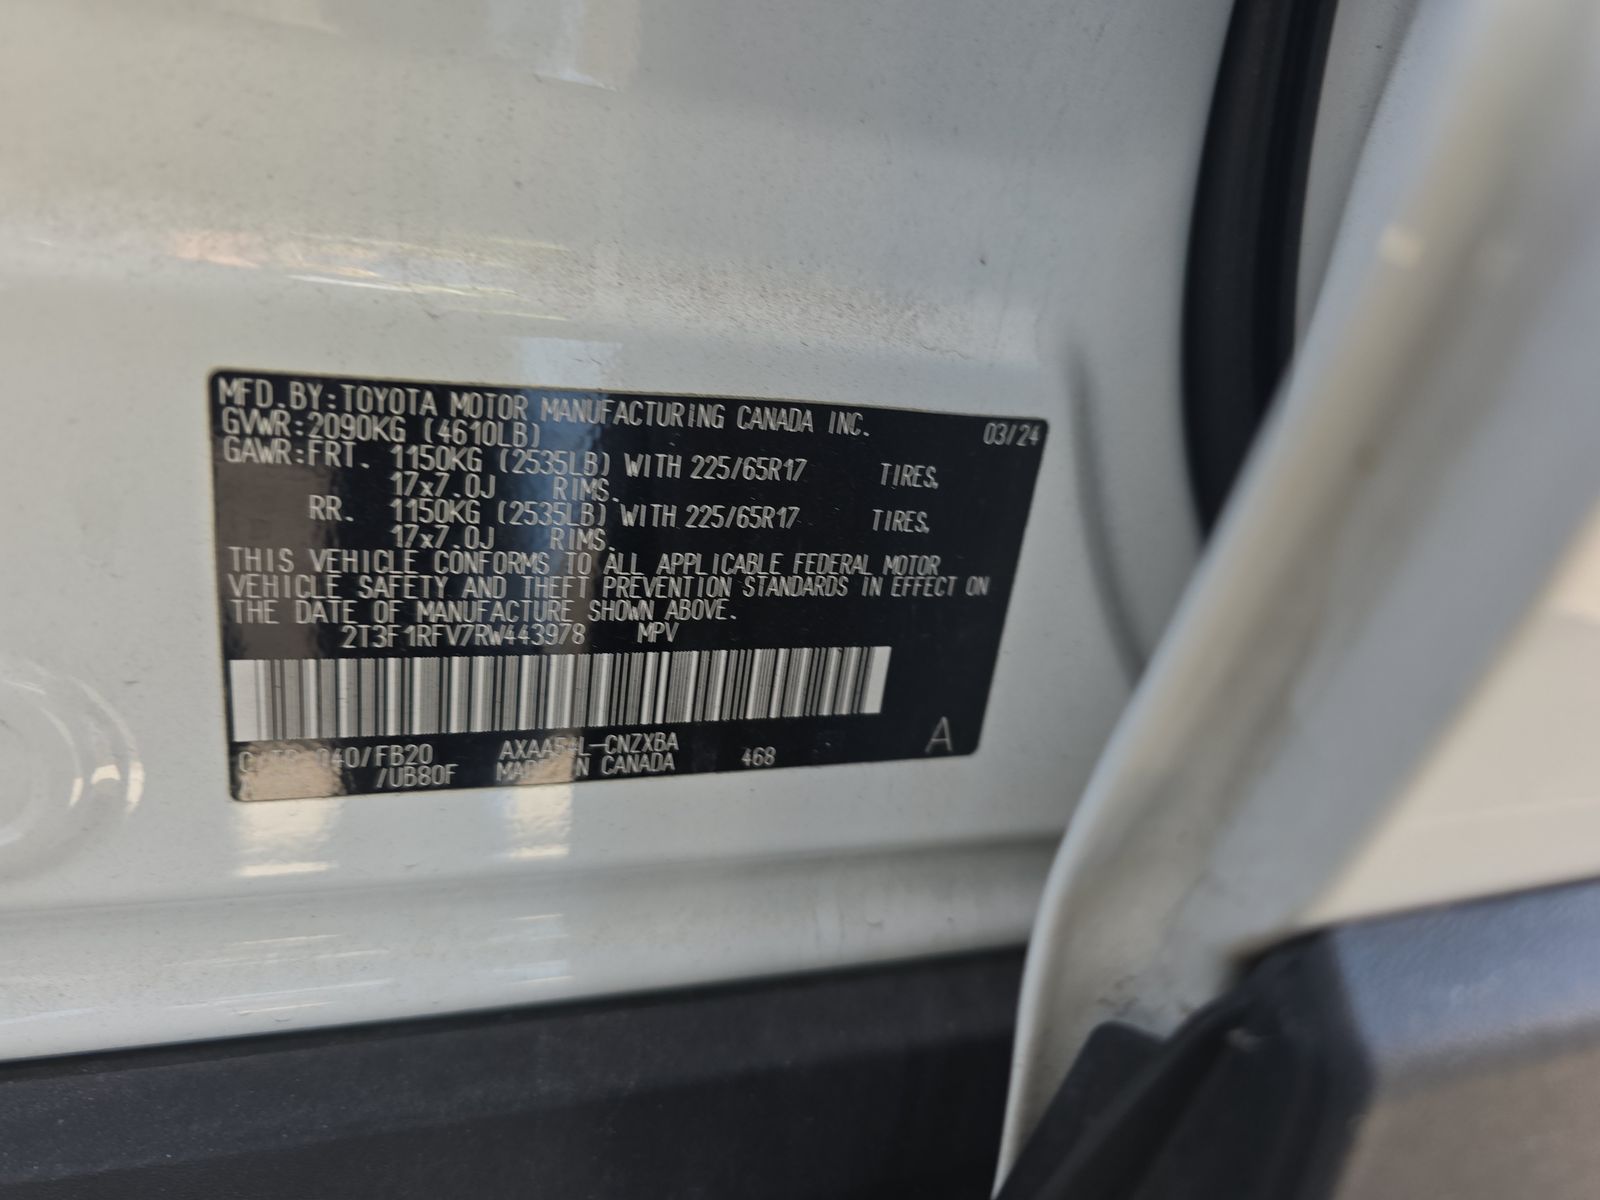 MFD. BY: TOYOTA MOTOR MANUFACTURING CANADA INC.
GVWR: 2090KG (4610LB) 03/24
GAWR: FRT. 1150KG (2535LB) WITH 225/65R17 TIRES,
17x7.0J RIMS.
RR. 1150KG (2535LB) WITH 225/65R17 TIRES,
17x7.0J RIMS.
THIS VEHICLE CONFORMS TO ALL APPLICABLE FEDERAL MOTOR
VEHICLE SAFETY AND THEFT PREVENTION STANDARDS IN EFFECT ON
THE DATE OF MANUFACTURE SHOWN ABOVE.
2T3F1RFV7RW443978 MPV
/FB20 AXAA54L-CNZXBA 468 A
/UB80F MADE IN CANADA